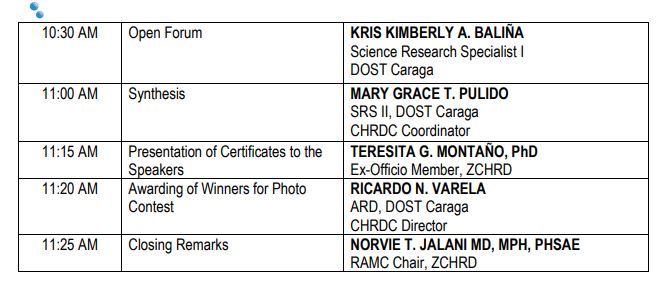 10:30 AM Open Forum KRIS KIMBERLY A. BALIÑA
Science Research Specialist I
DOST Caraga
11:00 AM Synthesis MARY GRACE T. PULIDO
SRS II, DOST Caraga
CHRDC Coordinator
11:15 AM Presentation of Certificates to the TERESITA G. MONTAÑO, PhD
Speakers Ex-Officio Member, ZCHRD
11:20 AM Awarding of Winners for Photo RICARDO N. VARELA
Contest ARD, DOST Caraga
CHRDC Director
11:25 AM Closing Remarks NORVIE T. JALANI MD, MPH, PHSAE
RAMC Chair, ZCHRD